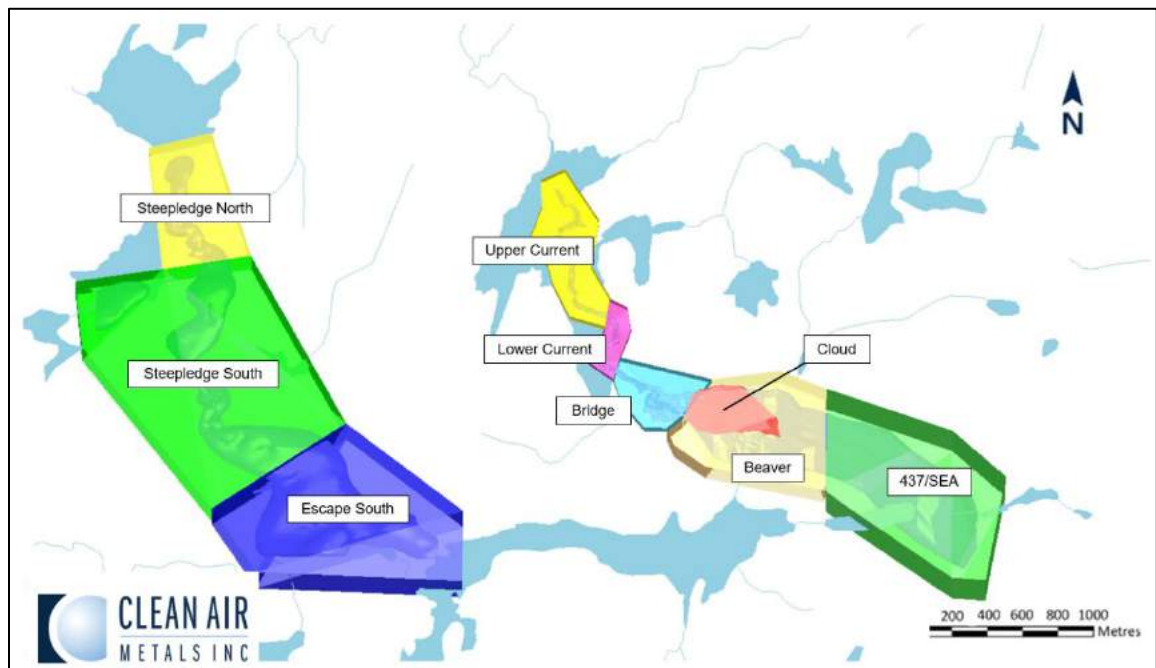 N
Steepledge North
Upper Current
Lower Current
Cloud
Steepledge South
Bridge
Beaver
437/SEA
Escape South
CLEAN AIR
METALS INC
200 400 600 800 1000
Metres